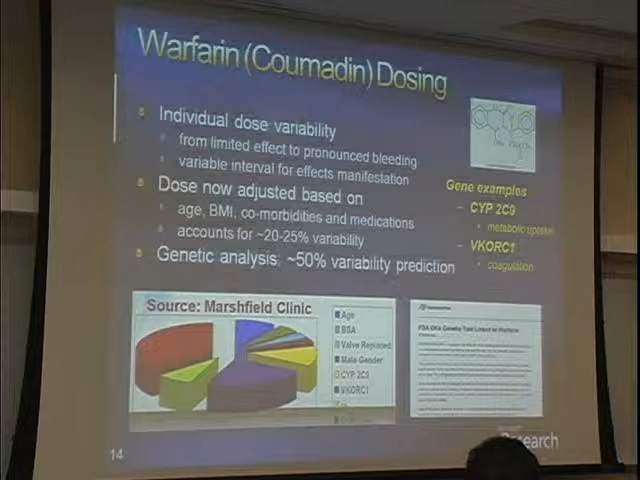 Warfarin (Coumadin) Dosing
Individual dose variability
from limited effect to pronounced bleeding
variable interval for effects manifestation
Dose now adjusted based on
age, BMI, co-morbidities and medications
accounts for ~20-25% variability
Genetic analysis: ~50% variability prediction
Gene examples
– CYP 2C9
• metabolic uptake
– VKORC1
• coagulation
Source: Marshfield Clinic
Age
BSA
Valve Replaced
Male Gender
CYP 2C9
VKORC1
FDA OKs Genetic Test Linked to Warfarin
14
Research